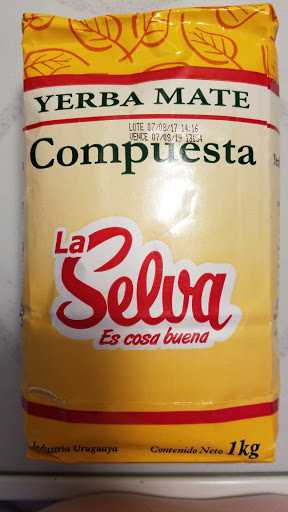 YERBA MATE
LOTE 07/08/17 14:16
VENCE 07/08/19
Compuesta
La
Selva
Es cosa buena
Industria Uruguaya Contenido Neto 1kg